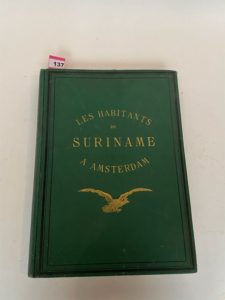 137
LES HABITANTS
DE
SURINAME
A AMSTERDAM